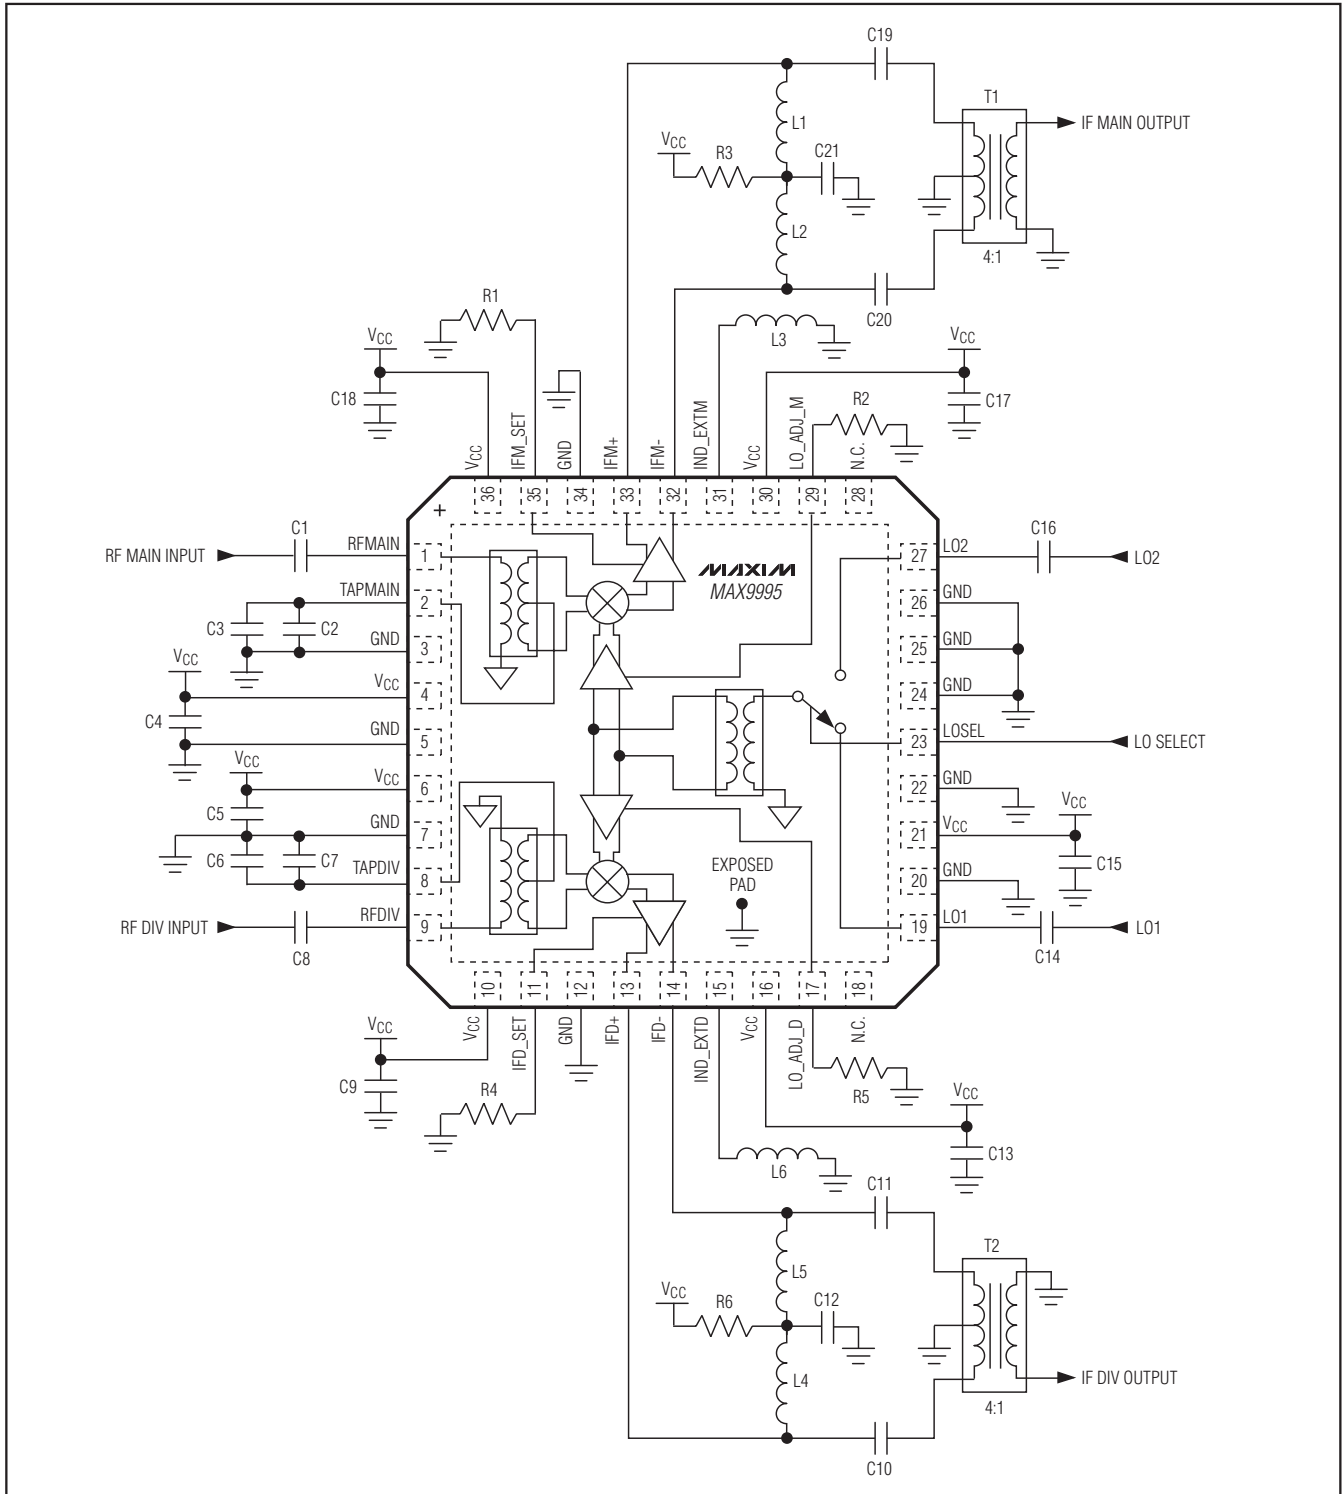 C19
T1
IF MAIN OUTPUT
L1
VCC
R3
C21
L2
4:1
C20
R1
L3
VCC
VCC
C18
R2
C17
VCC
IFM_SET
GND
IFM+
IFM-
IND_EXTM
VCC
LO_ADJ_M
N.C.
36
35
34
33
32
31
30
29
28
+
C1
C16
RF MAIN INPUT
RFMAIN
1
MAXIM
MAX9995
27
LO2
LO2
TAPMAIN
2
26
GND
C3
C2
GND
3
25
GND
VCC
VCC
4
24
GND
C4
GND
5
23
LOSEL
LO SELECT
VCC
VCC
6
22
GND
C5
VCC
GND
7
21
VCC
C6
C7
EXPOSED
PAD
C15
TAPDIV
8
20
GND
RF DIV INPUT
RFDIV
9
19
LO1
LO1
C8
C14
10
11
12
13
14
15
16
17
18
VCC
VCC
IFD_SET
GND
IFD+
IFD-
IND_EXTD
VCC
LO_ADJ_D
N.C.
C9
R4
R5
VCC
L6
C13
C11
T2
L5
VCC
R6
C12
L4
IF DIV OUTPUT
4:1
C10